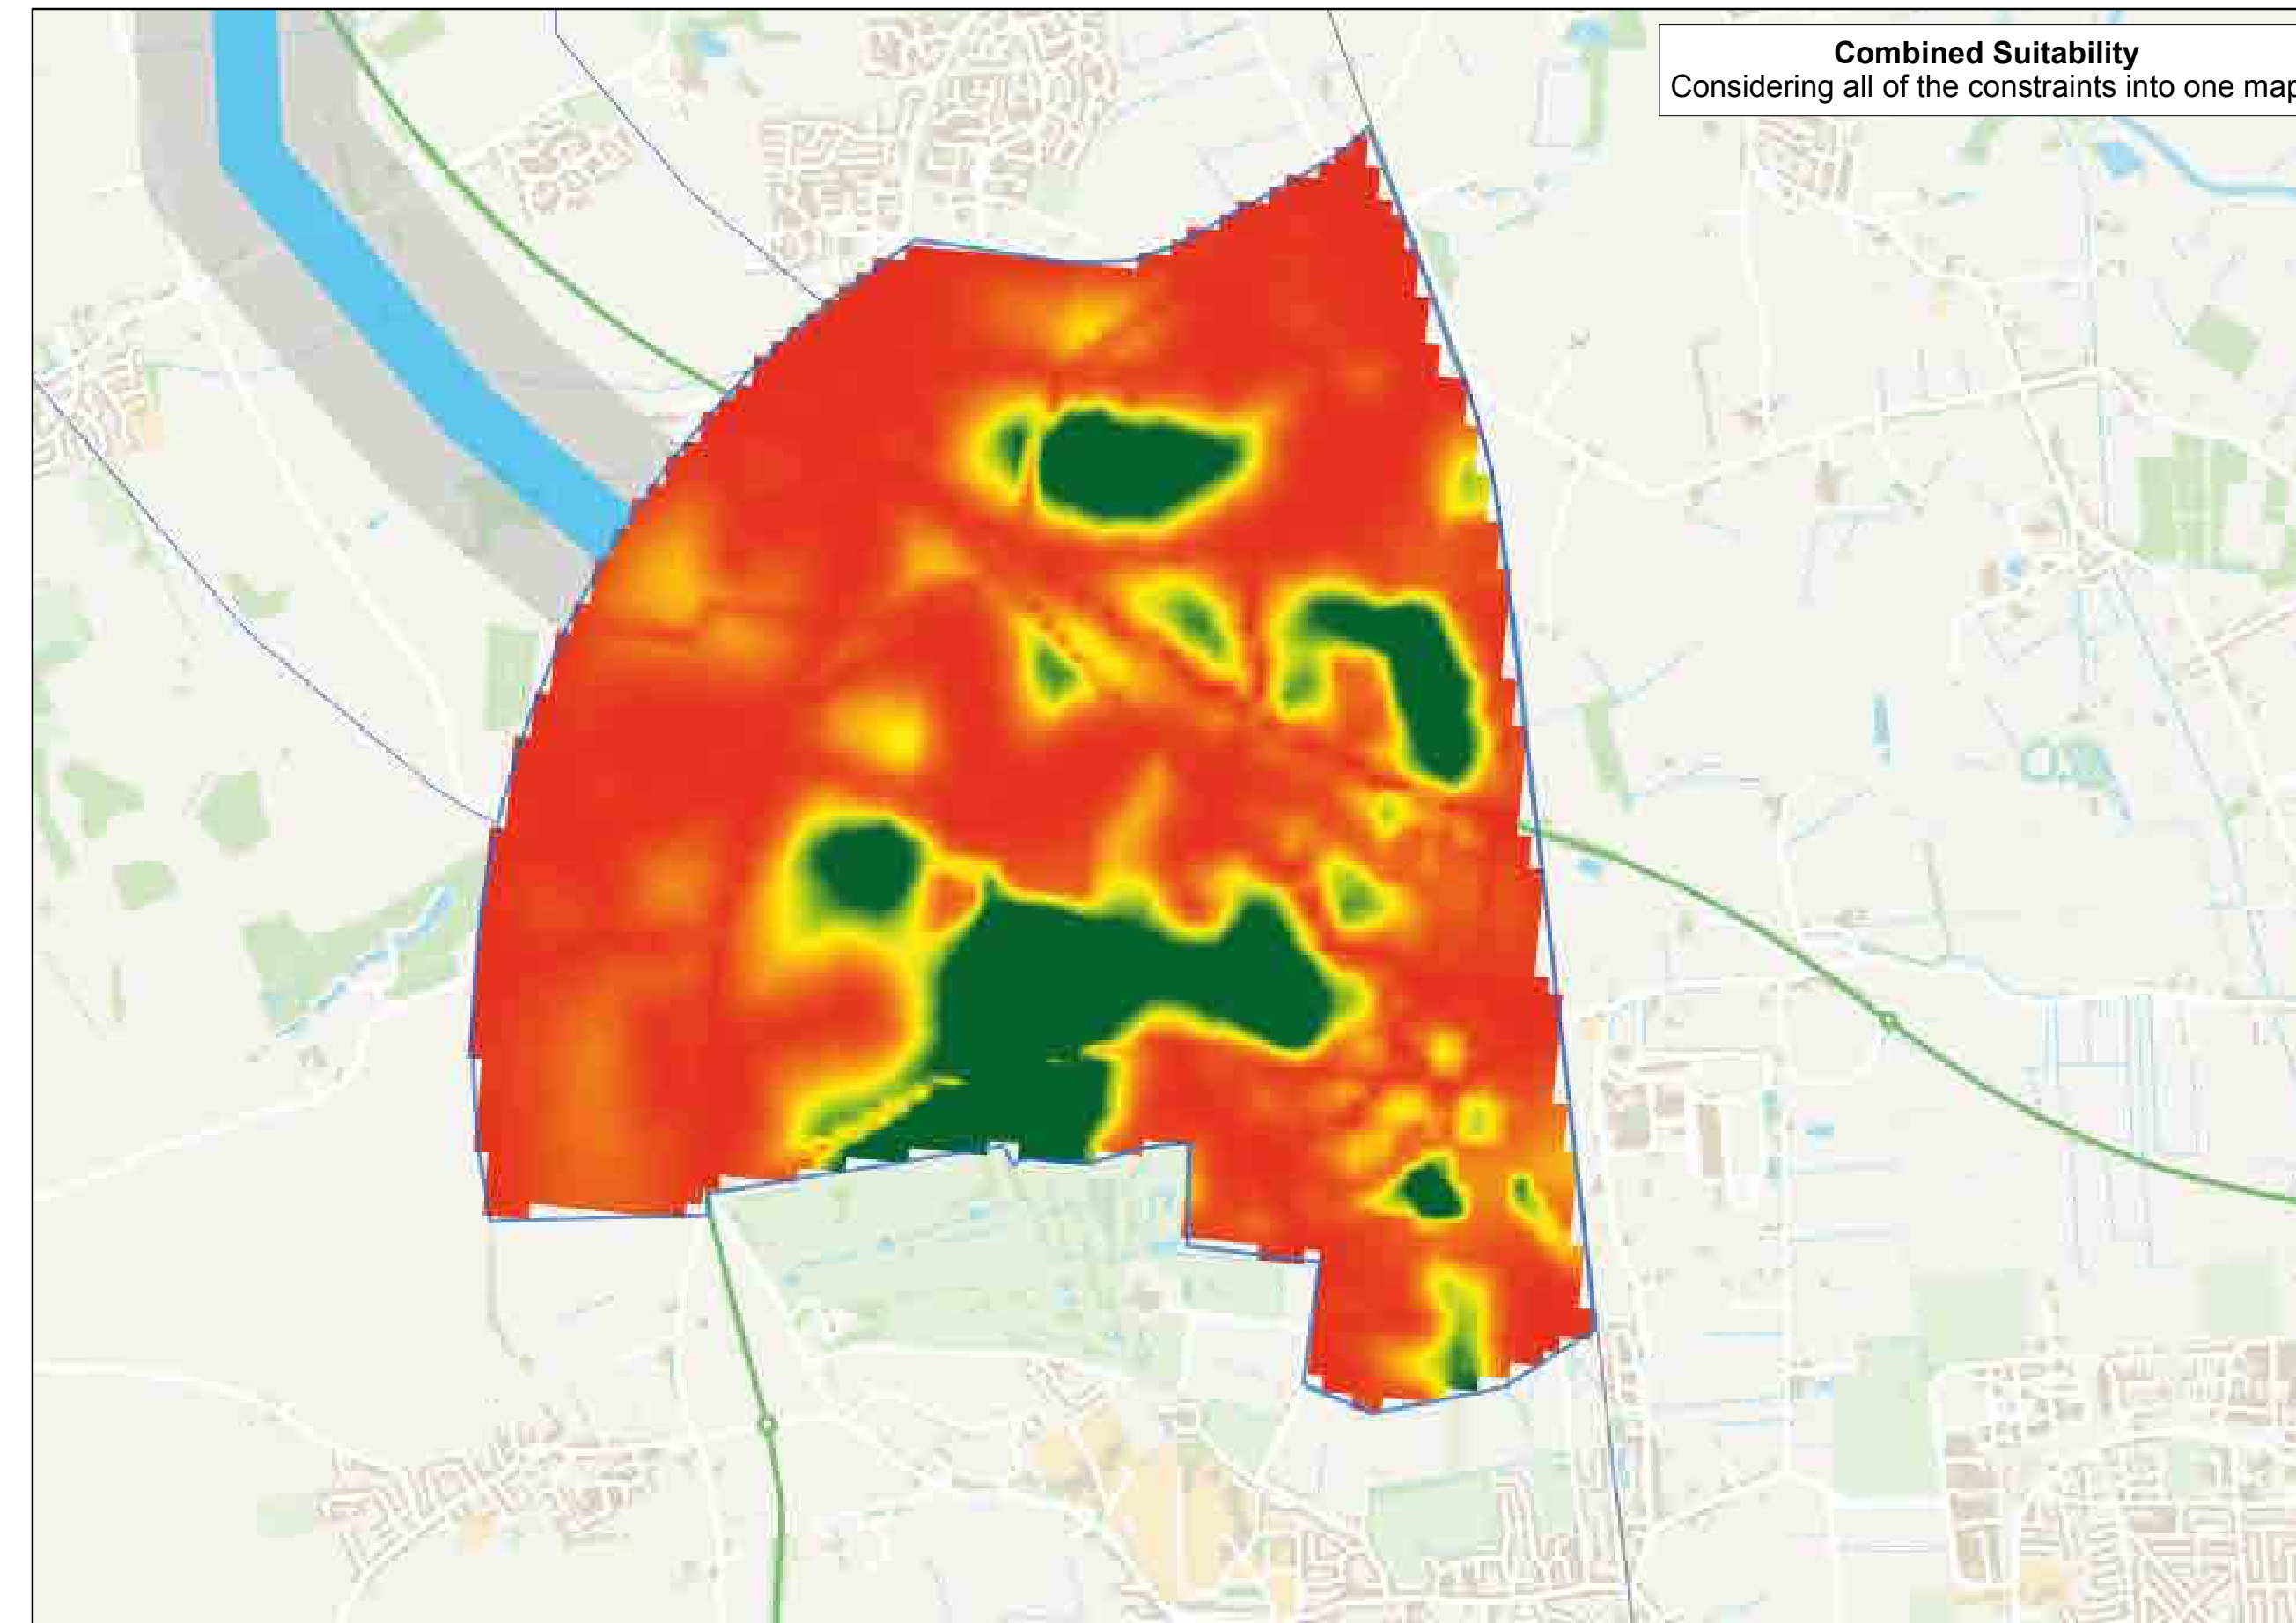 Combined Suitability
Considering all of the constraints into one map